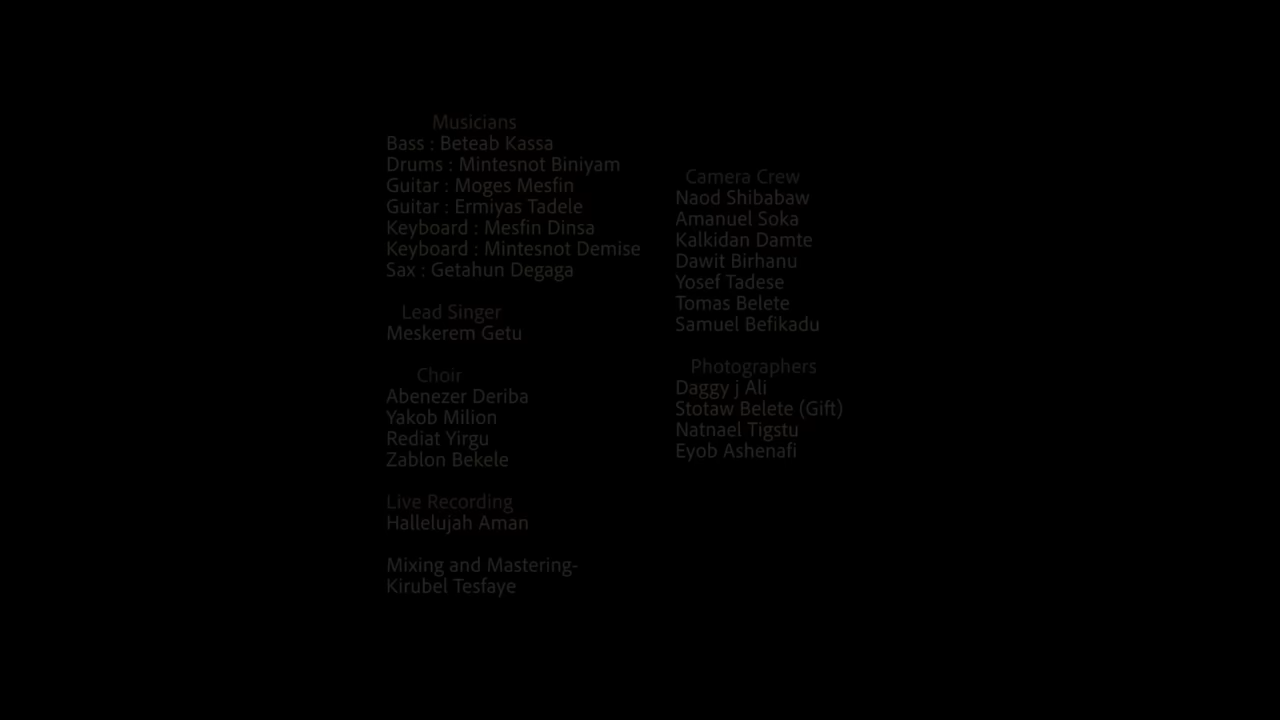 Musicians
Bass : Beteab Kassa
Drums : Mintesnot Biniyam
Guitar : Moges Mesfin
Guitar : Ermiyas Tadele
Keyboard : Mesfin Dinsa
Keyboard : Mintesnot Demise
Sax : Getahun Degaga
Lead Singer
Meskerem Getu
Choir
Abenezer Deriba
Yakob Milion
Rediat Yirgu
Zablon Bekele
Live Recording
Hallelujah Aman
Mixing and Mastering-
Kirubel Tesfaye
Camera Crew
Naod Shibabaw
Amanuel Soka
Kalkidan Damte
Dawit Birhanu
Yosef Tadese
Tomas Belete
Samuel Befikadu
Photographers
Daggy j Ali
Stotaw Belete (Gift)
Natnael Tigstu
Eyob Ashenafi